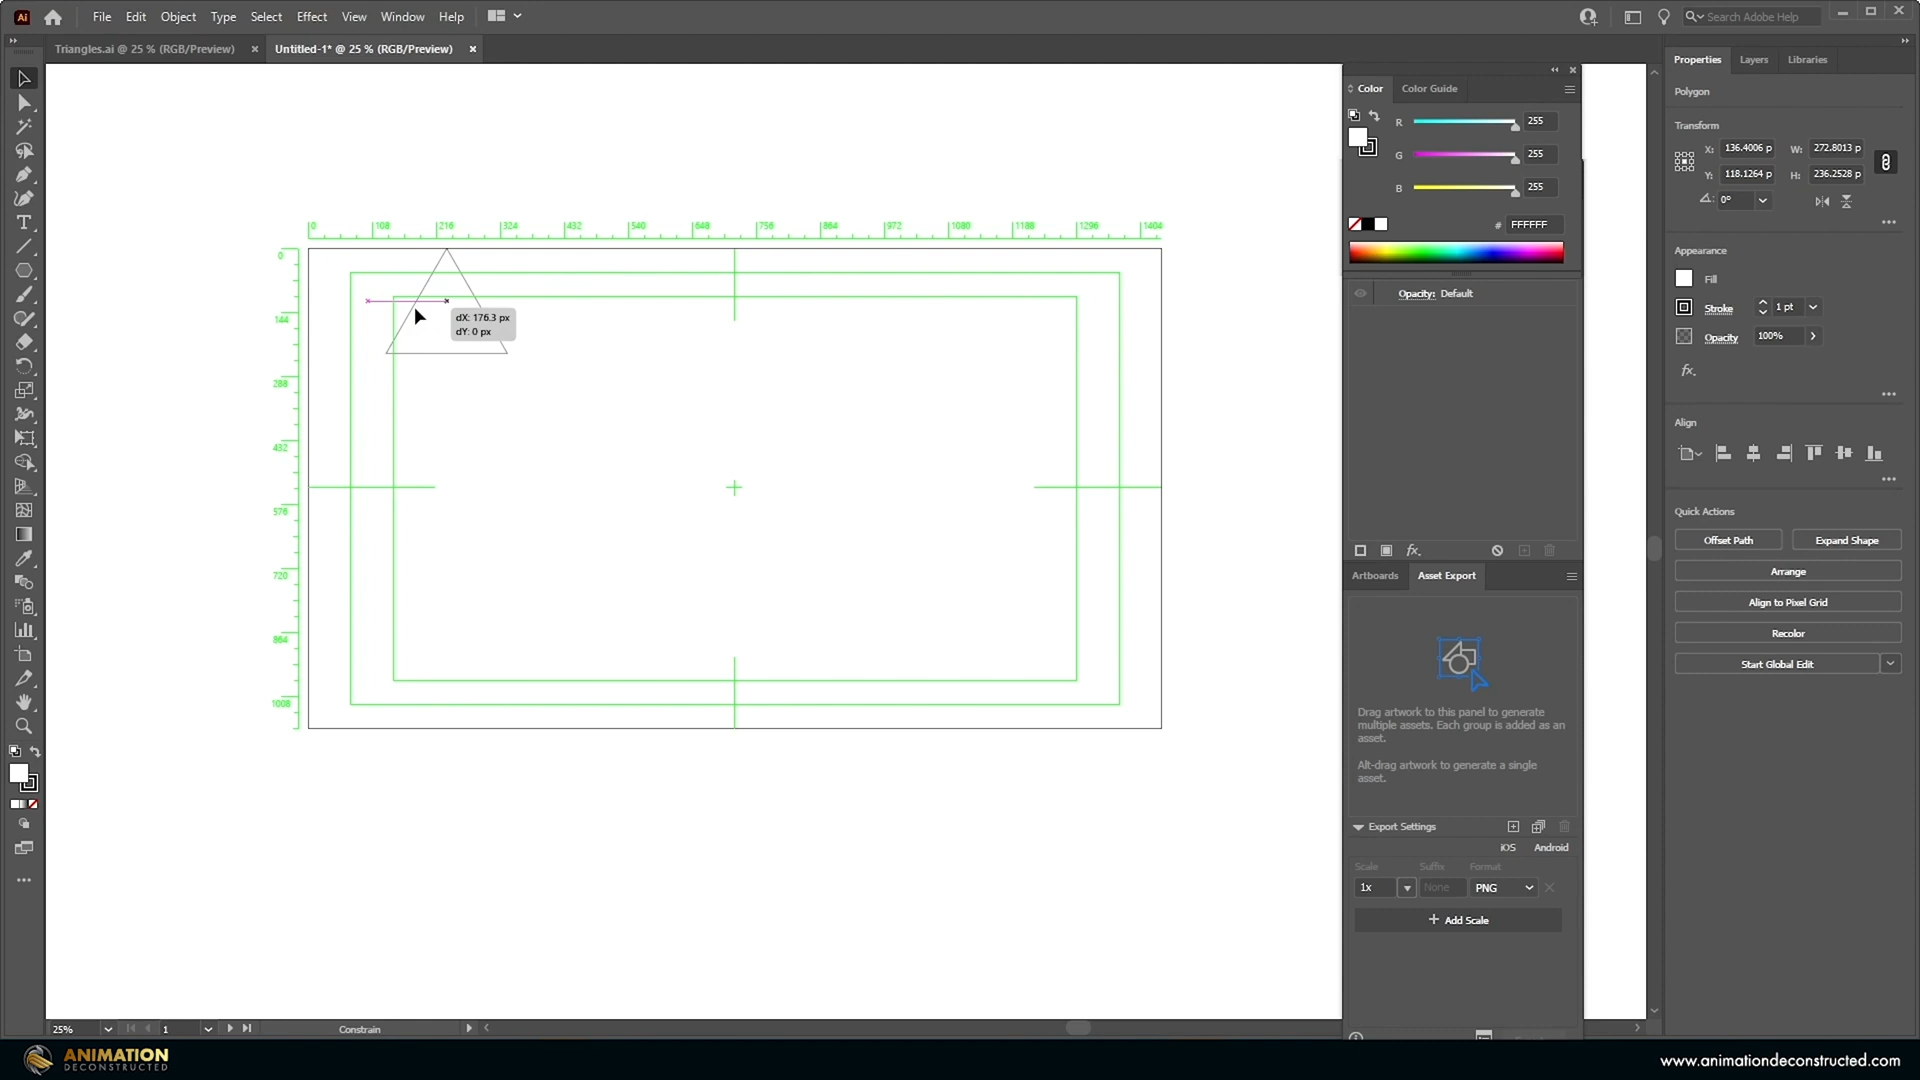 Ai File Edit Object Type Select Effect View Window Help
Search Adobe Help
Triangles.ai @ 25 % (RGB/Preview) × Untitled-1* @ 25 % (RGB/Preview) ×
Properties Layers Libraries
Polygon
Transform
X: 136.4006 p W: 272.8013 p
Y: 118.1264 p H: 236.2528 p
0°
Appearance
Fill
Stroke 1 pt
Opacity 100%
fx.
Align
Quick Actions
Offset Path Expand Shape
Arrange
Align to Pixel Grid
Recolor
Start Global Edit
Color Color Guide
R 255
G 255
B 255
# FFFFFF
Opacity: Default
fx.
Artboards Asset Export
Drag artwork to this panel to generate
multiple assets. Each group is added as an
asset.
Alt-drag artwork to generate a single
asset.
Export Settings
iOS Android
Scale Suffix Format
1x None PNG
+ Add Scale
0 108 216 324 432 540 648 756 864 972 1080 1188 1296 1404
0
144
288
432
576
720
864
1008
dX: 176.3 px
dY: 0 px
25% 1 Constrain
ANIMATION
DECONSTRUCTED
www.animationdeconstructed.com